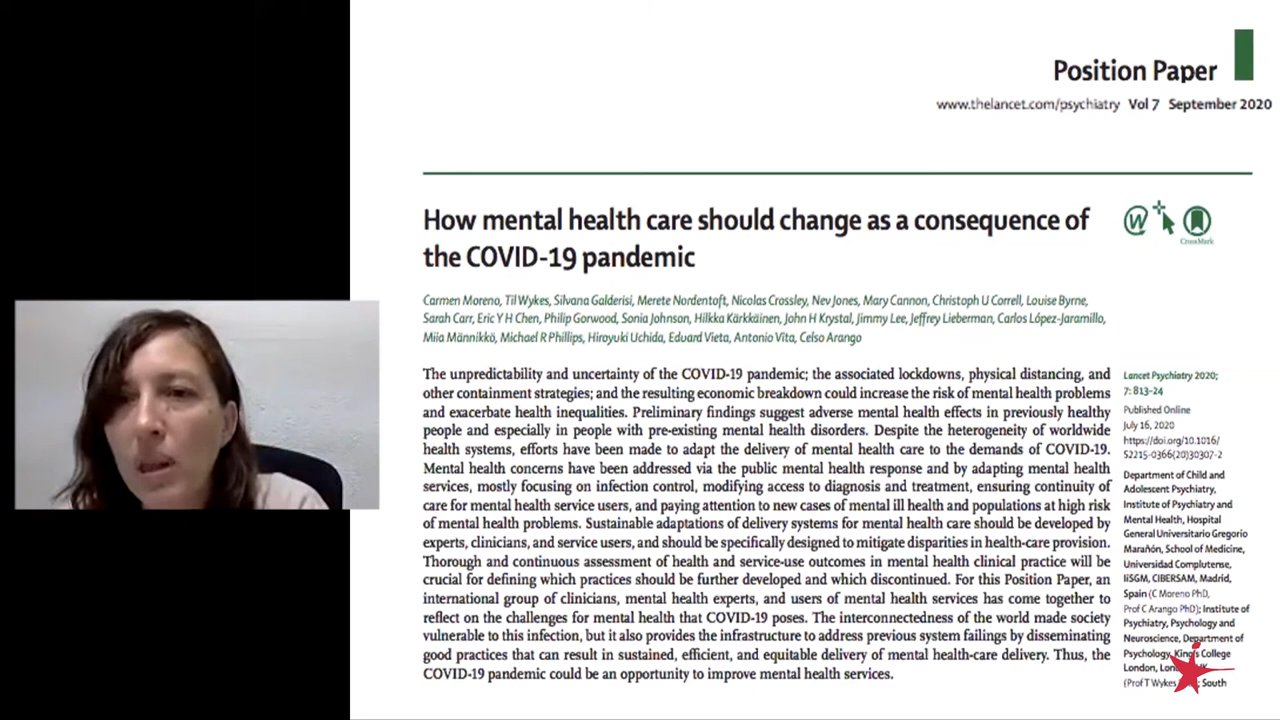 Position Paper
www.thelancet.com/psychiatry Vol 7 September 2020
How mental health care should change as a consequence of
the COVID-19 pandemic
CrossMark
Carmen Moreno, Til Wykes, Silvana Galderisi, Merete Nordentoft, Nicolas Crossley, Nev Jones, Mary Cannon, Christoph U Correll, Louise Byrne,
Sarah Carr, Eric Y H Chen, Philip Gorwood, Sonia Johnson, Hilkka Kärkkäinen, John H Krystal, Jimmy Lee, Jeffrey Lieberman, Carlos López-Jaramillo,
Miia Männikkö, Michael R Phillips, Hiroyuki Uchida, Eduard Vieta, Antonio Vita, Celso Arango
The unpredictability and uncertainty of the COVID-19 pandemic; the associated lockdowns, physical distancing, and
other containment strategies; and the resulting economic breakdown could increase the risk of mental health problems
and exacerbate health inequalities. Preliminary findings suggest adverse mental health effects in previously healthy
people and especially in people with pre-existing mental health disorders. Despite the heterogeneity of worldwide
health systems, efforts have been made to adapt the delivery of mental health care to the demands of COVID-19.
Mental health concerns have been addressed via the public mental health response and by adapting mental health
services, mostly focusing on infection control, modifying access to diagnosis and treatment, ensuring continuity of
care for mental health service users, and paying attention to new cases of mental ill health and populations at high risk
of mental health problems. Sustainable adaptations of delivery systems for mental health care should be developed by
experts, clinicians, and service users, and should be specifically designed to mitigate disparities in health-care provision.
Thorough and continuous assessment of health and service-use outcomes in mental health clinical practice will be
crucial for defining which practices should be further developed and which discontinued. For this Position Paper, an
international group of clinicians, mental health experts, and users of mental health services has come together to
reflect on the challenges for mental health that COVID-19 poses. The interconnectedness of the world made society
vulnerable to this infection, but it also provides the infrastructure to address previous system failings by disseminating
good practices that can result in sustained, efficient, and equitable delivery of mental health-care delivery. Thus, the
COVID-19 pandemic could be an opportunity to improve mental health services.
Lancet Psychiatry 2020;
7: 813–24
Published Online
July 16, 2020
https://doi.org/10.1016/
S2215-0366(20)30307-2
Department of Child and
Adolescent Psychiatry,
Institute of Psychiatry and
Mental Health, Hospital
General Universitario Gregorio
Marañón, School of Medicine,
Universidad Complutense,
IiSGM, CIBERSAM, Madrid,
Spain (C Moreno PhD,
Prof C Arango PhD); Institute of
Psychiatry, Psychology and
Neuroscience, Department of
Psychology, King's College
London,
(Prof T Wykes South